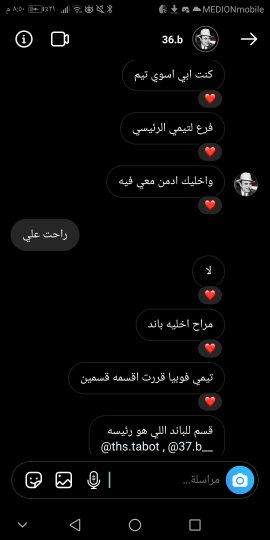 ٨:٥٠ م ٤٢١ MEDIONmobile
36.b
كنت ابي اسوي تيم
فرع لتيمي الرئيسي
واخليك ادمن معي فيه
راحت علي
لا
مراح اخليه باند
تيمي فوبيا قررت اقسمه قسمين
قسم للباند اللي هو رئيسه
@ths.tabot , @37.b__
مراسلة...